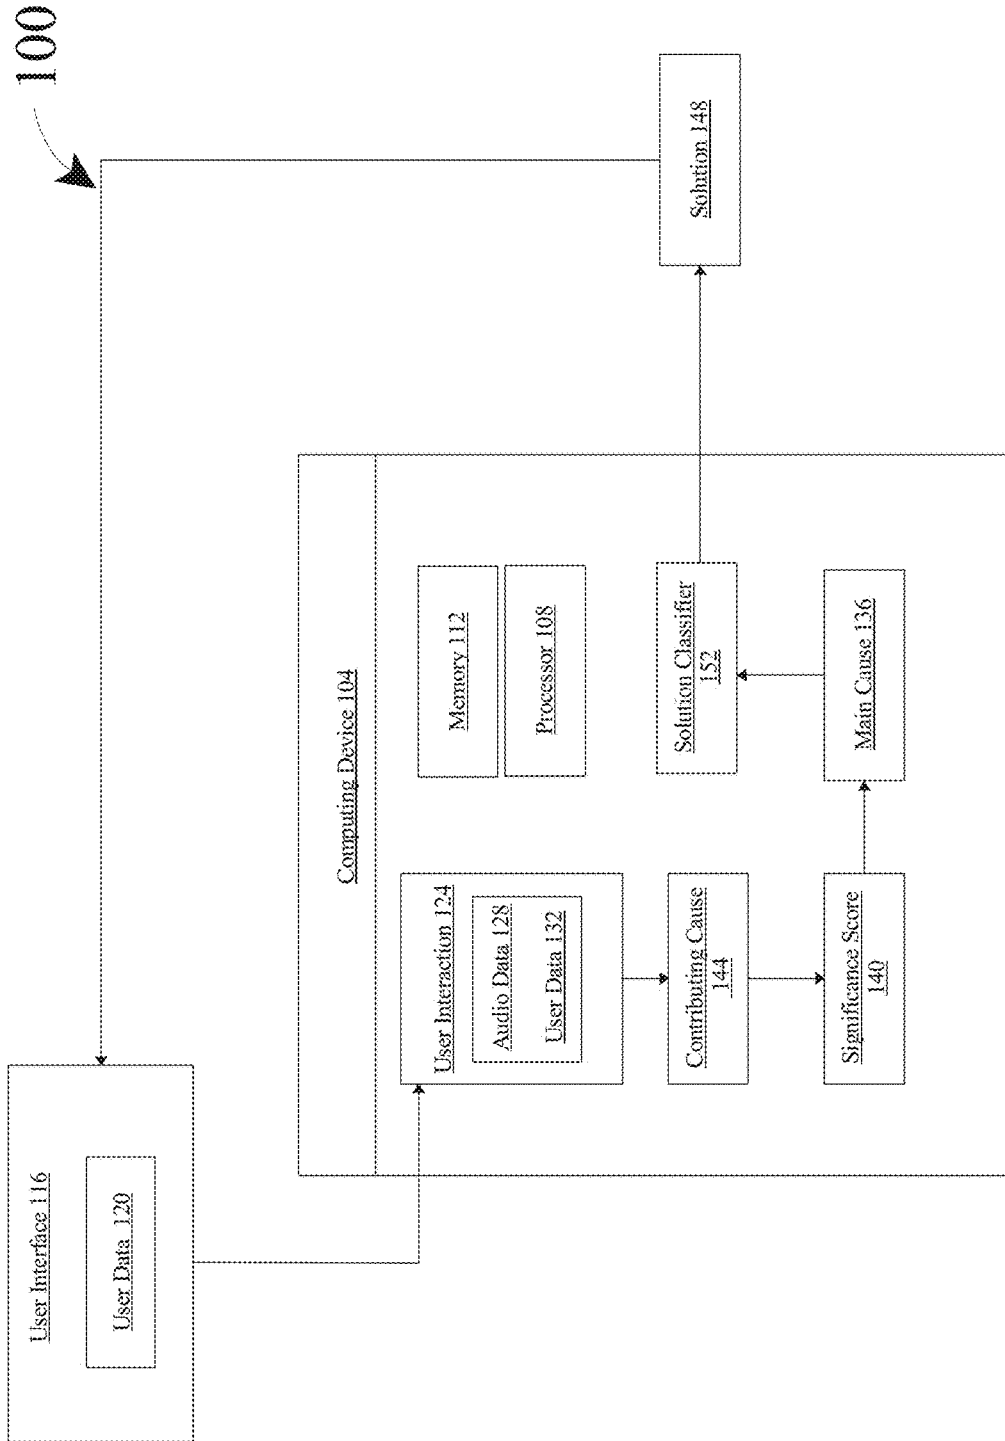 100
User Interface 116
User Data 120
Computing Device 104
User Interaction 124
Audio Data 128
User Data 132
Memory 112
Processor 108
Contributing Cause
144
Solution Classifier
152
Solution 148
Significance Score
140
Main Cause 136